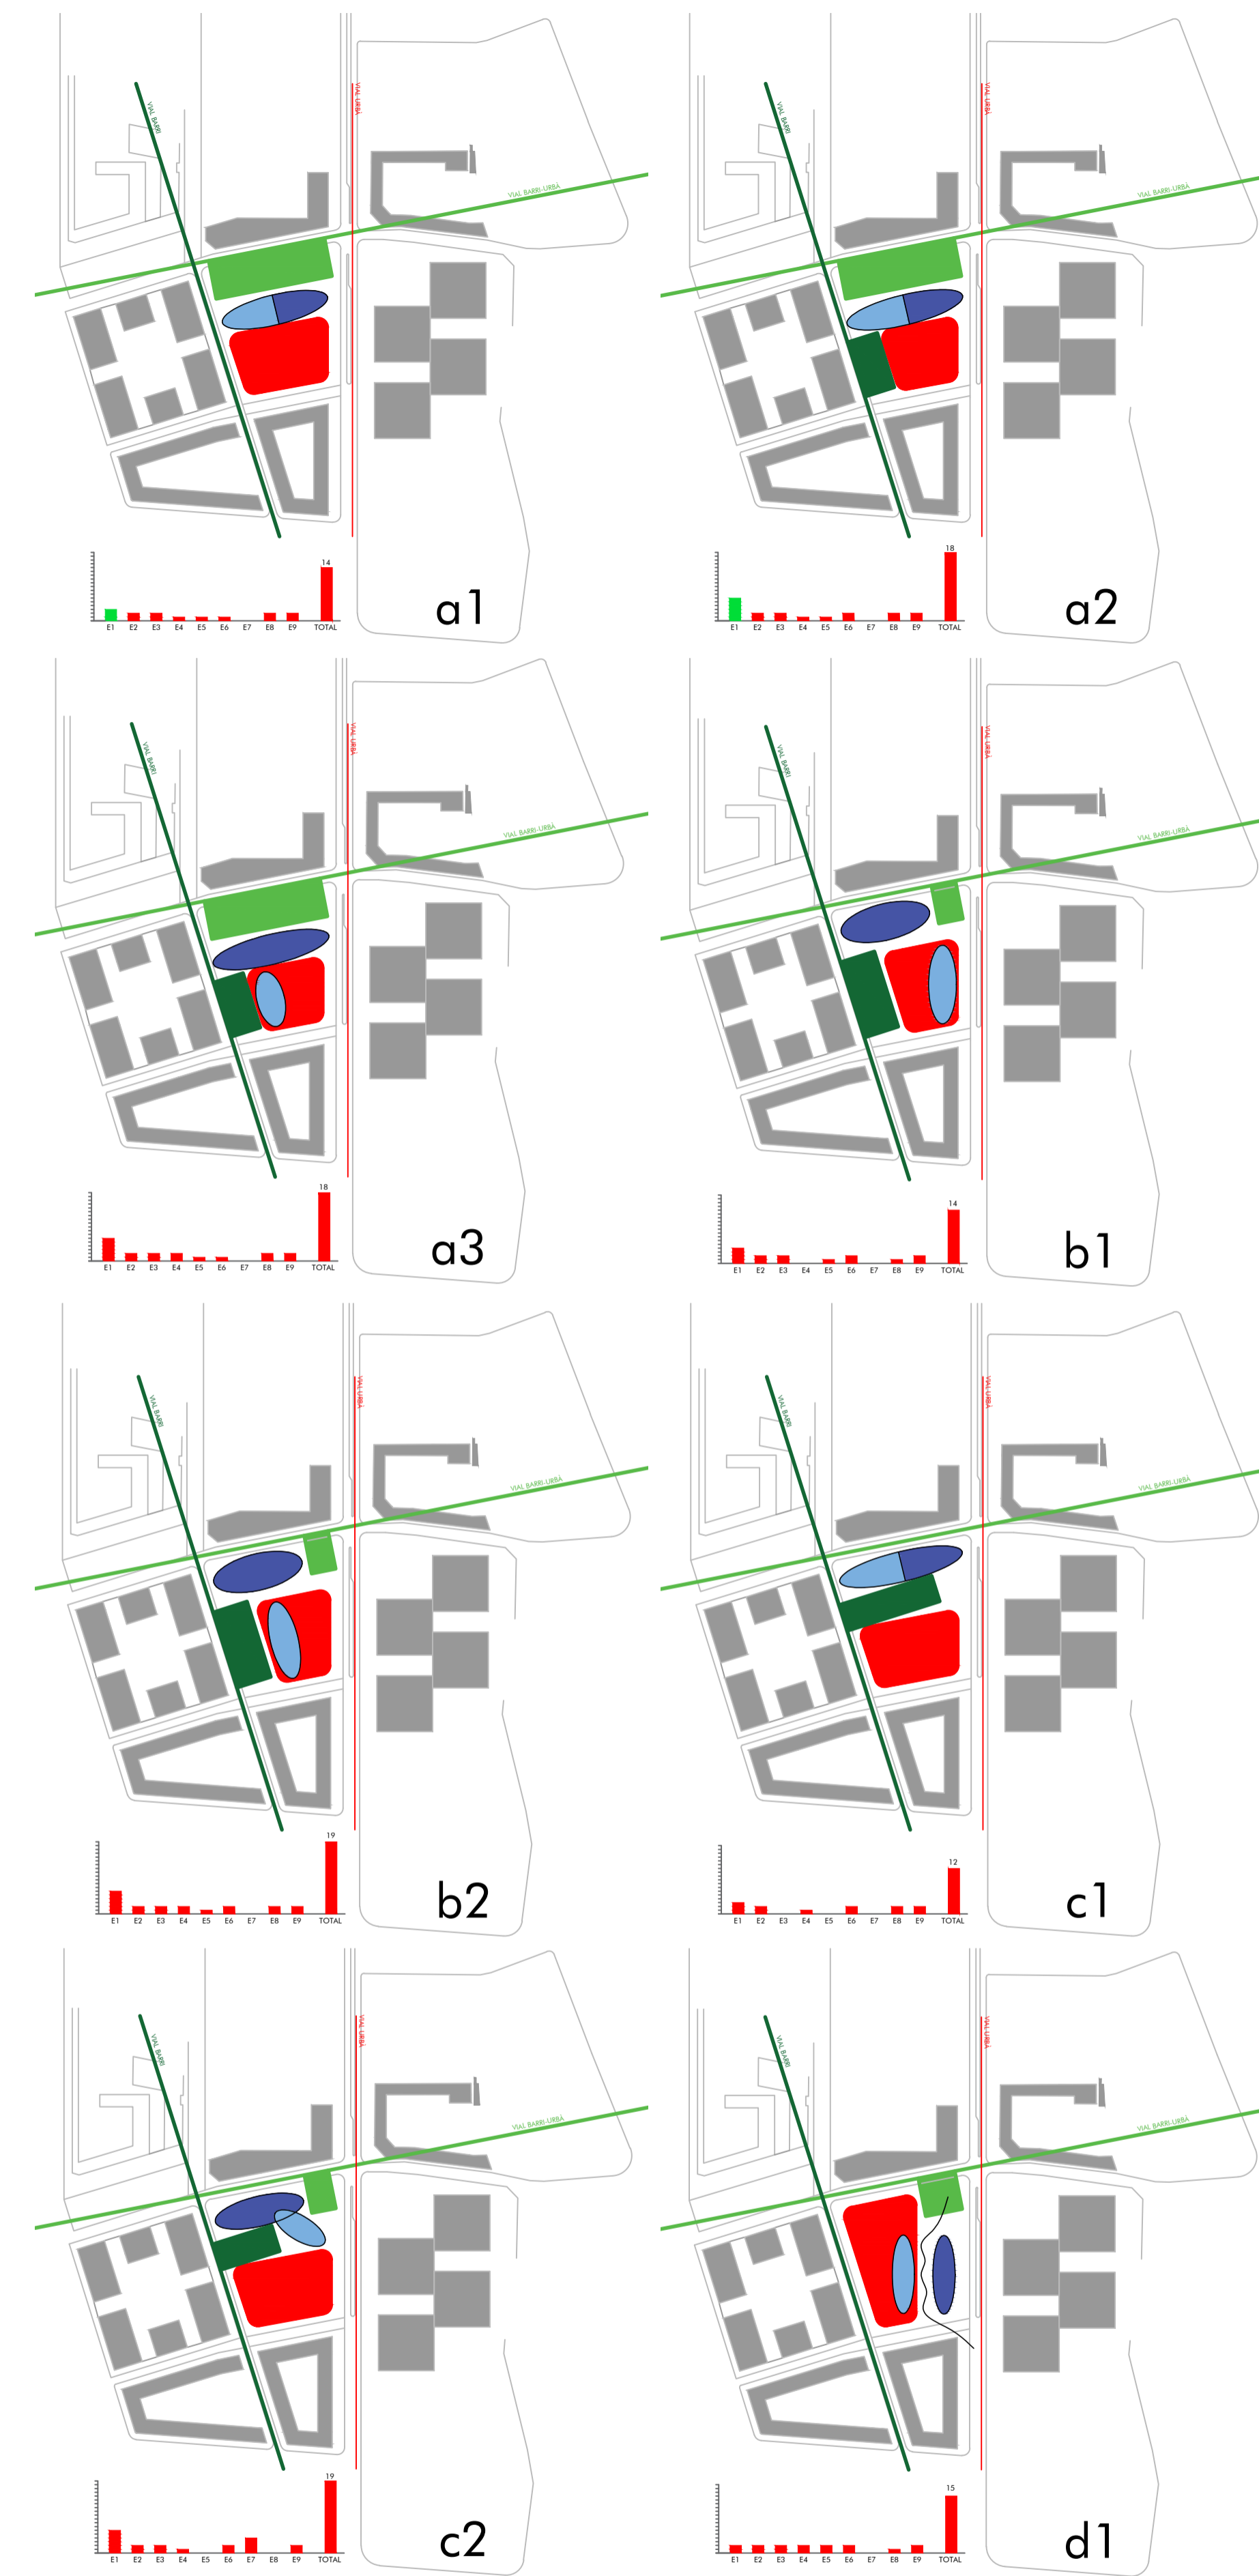 VIAL BARRI
VIAL URBÀ
VIAL BARRI-URBÀ
14
E1 E2 E3 E4 E5 E6 E7 E8 E9 TOTAL
a1
VIAL BARRI
VIAL URBÀ
VIAL BARRI-URBÀ
18
E1 E2 E3 E4 E5 E6 E7 E8 E9 TOTAL
a2
VIAL BARRI
VIAL URBÀ
VIAL BARRI-URBÀ
18
E1 E2 E3 E4 E5 E6 E7 E8 E9 TOTAL
a3
VIAL BARRI
VIAL URBÀ
VIAL BARRI-URBÀ
14
E1 E2 E3 E4 E5 E6 E7 E8 E9 TOTAL
b1
VIAL BARRI
VIAL URBÀ
VIAL BARRI-URBÀ
19
E1 E2 E3 E4 E5 E6 E7 E8 E9 TOTAL
b2
VIAL BARRI
VIAL URBÀ
VIAL BARRI-URBÀ
12
E1 E2 E3 E4 E5 E6 E7 E8 E9 TOTAL
c1
VIAL BARRI
VIAL URBÀ
VIAL BARRI-URBÀ
19
E1 E2 E3 E4 E5 E6 E7 E8 E9 TOTAL
c2
VIAL BARRI
VIAL URBÀ
VIAL BARRI-URBÀ
15
E1 E2 E3 E4 E5 E6 E7 E8 E9 TOTAL
d1